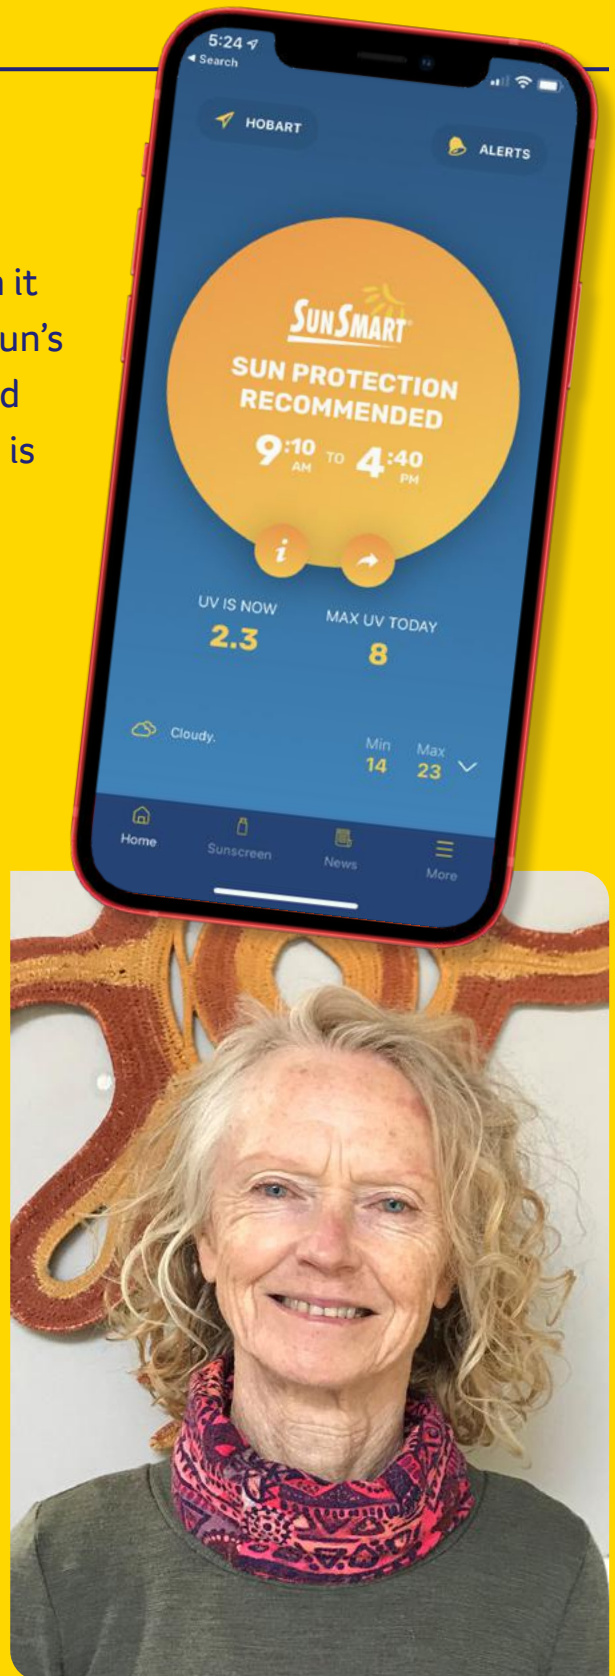 n it
un's
d
is
5:24
Search
HOBART
ALERTS
SUNSMART
SUN PROTECTION
RECOMMENDED
9:10 AM TO 4:40 PM
i
UV IS NOW
2.3
MAX UV TODAY
8
Cloudy.
Min
14
Max
23
Home
Sunscreen
News
More